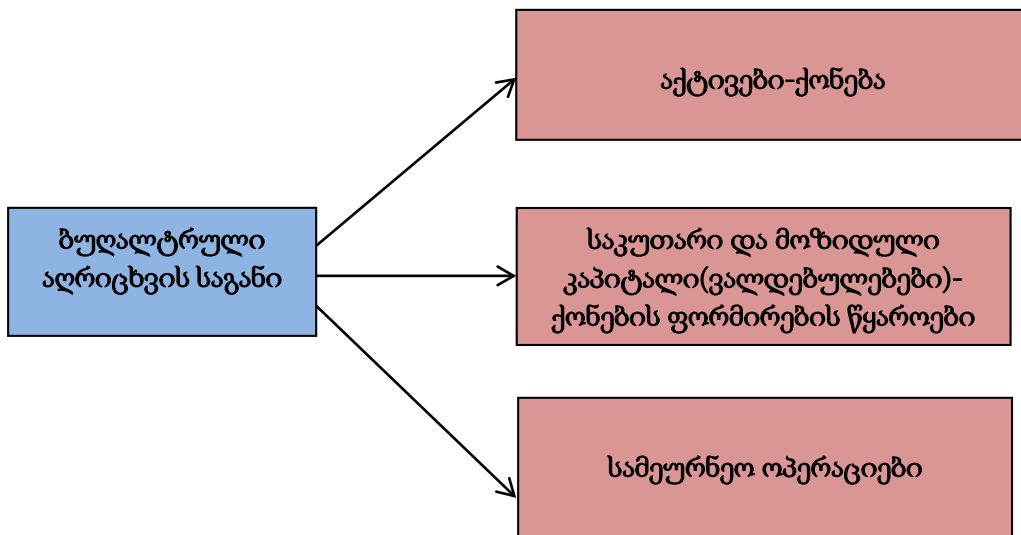 აქტივები-ქონება
ბუღალტრული
აღრიცხვის საგანი
საკუთარი და მოზიდული
კაპიტალი(ვალდებულებები)-
ქონების ფორმირების წყაროები
სამეურნეო ოპერაციები